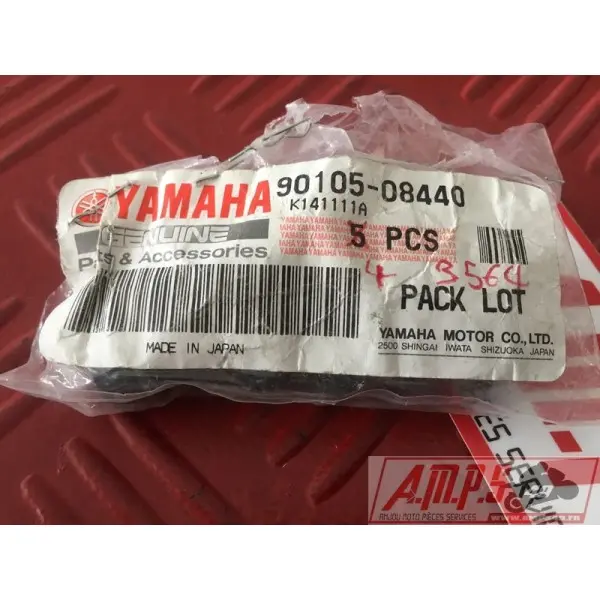 YAMAHA
GENUINE
Parts & Accessories
90105-08440
K141111A
5 PCS
4 3564
PACK LOT
YAMAHA MOTOR CO., LTD.
2500 SHINGAI IWATA SHIZUOKA JAPAN
MADE IN JAPAN
A.M.P.S
ANJOU MOTO PIÈCES SERVICES